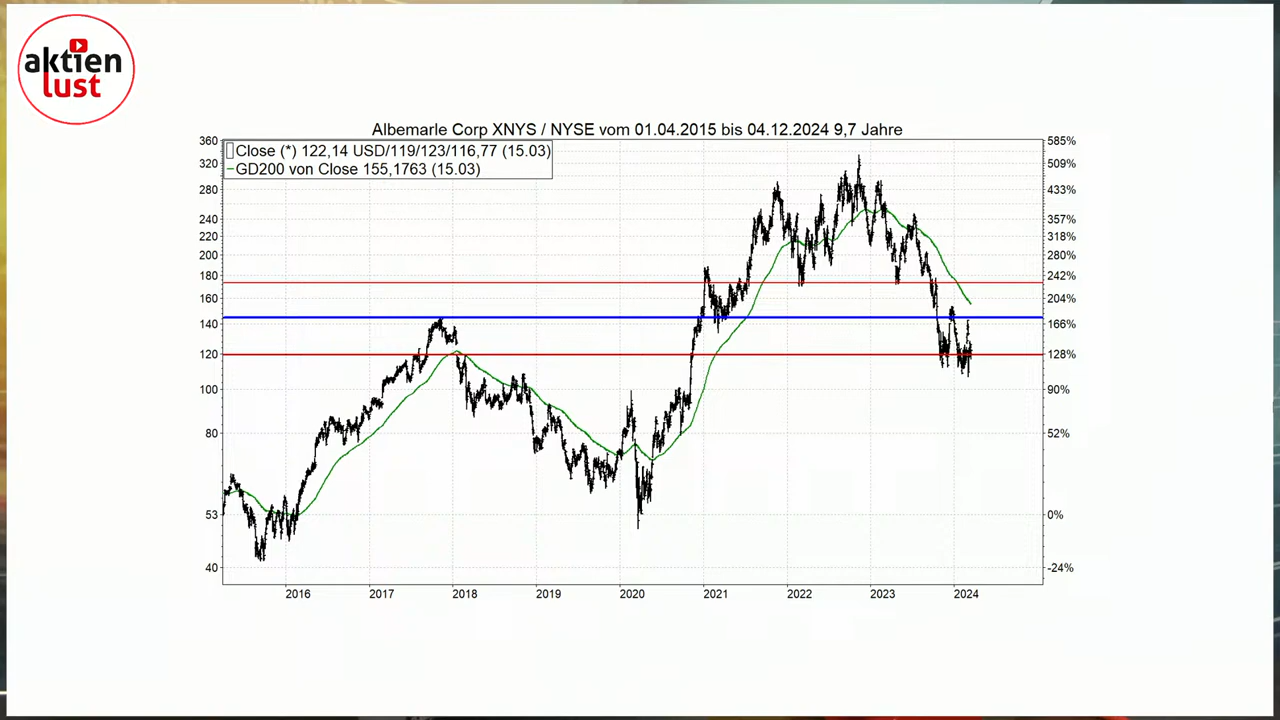 aktien
lust
Albemarle Corp XNYS / NYSE vom 01.04.2015 bis 04.12.2024 9,7 Jahre
Close (*) 122,14 USD/119/123/116,77 (15.03)
GD200 von Close 155,1763 (15.03)
360 585%
320 509%
280 433%
240 357%
220 318%
200 280%
180 242%
160 204%
140 166%
120 128%
100 90%
80 52%
53 0%
40 -24%
2016 2017 2018 2019 2020 2021 2022 2023 2024